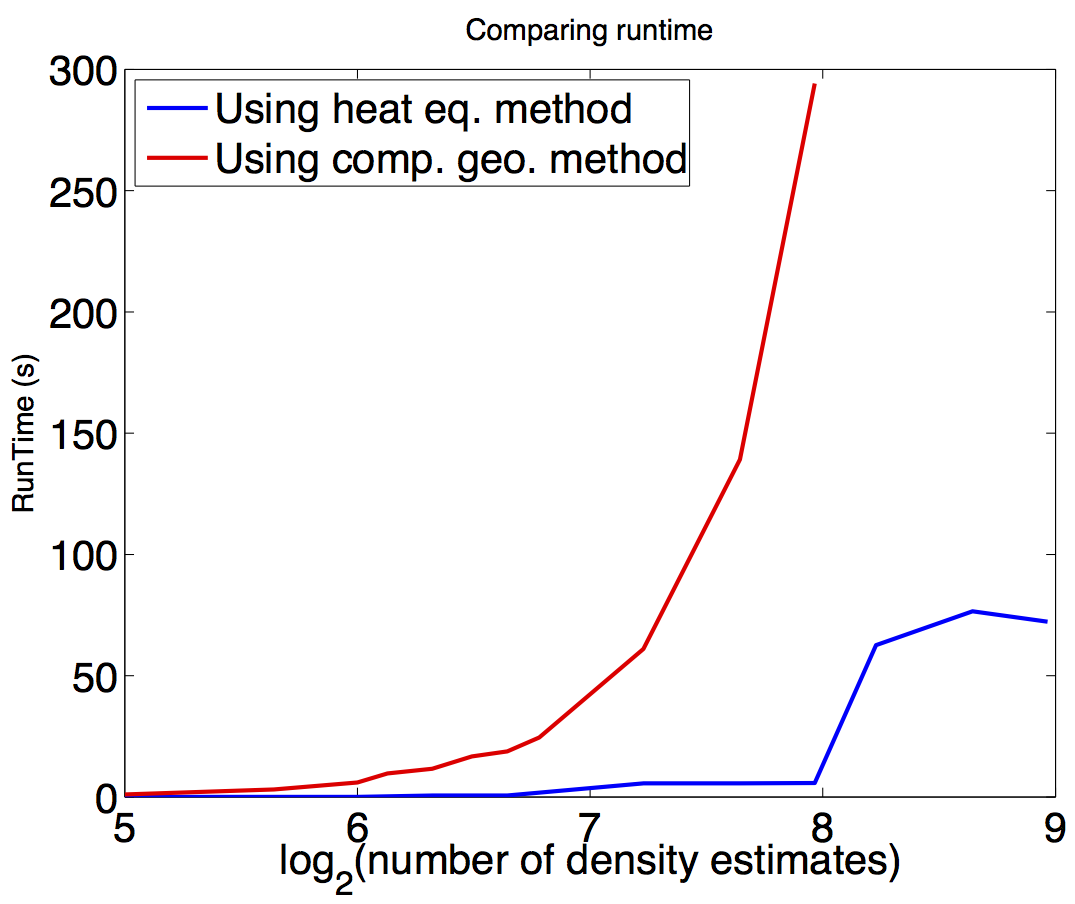 Comparing runtime
300
250
200
150
100
50
0
RunTime (s)
Using heat eq. method
Using comp. geo. method
5 6 7 8 9
log2(number of density estimates)